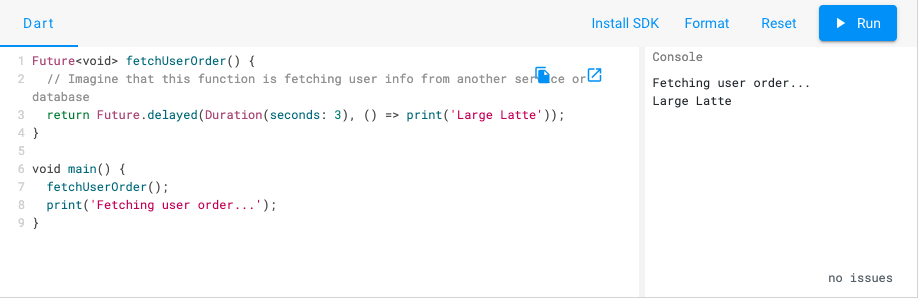 Dart
Install SDK
Format
Reset
Run
1 Future<void> fetchUserOrder() {
2 // Imagine that this function is fetching user info from another service or
database
3 return Future.delayed(Duration(seconds: 3), () => print('Large Latte'));
4 }
5
6 void main() {
7 fetchUserOrder();
8 print('Fetching user order...');
9 }
Console
Fetching user order...
Large Latte
no issues